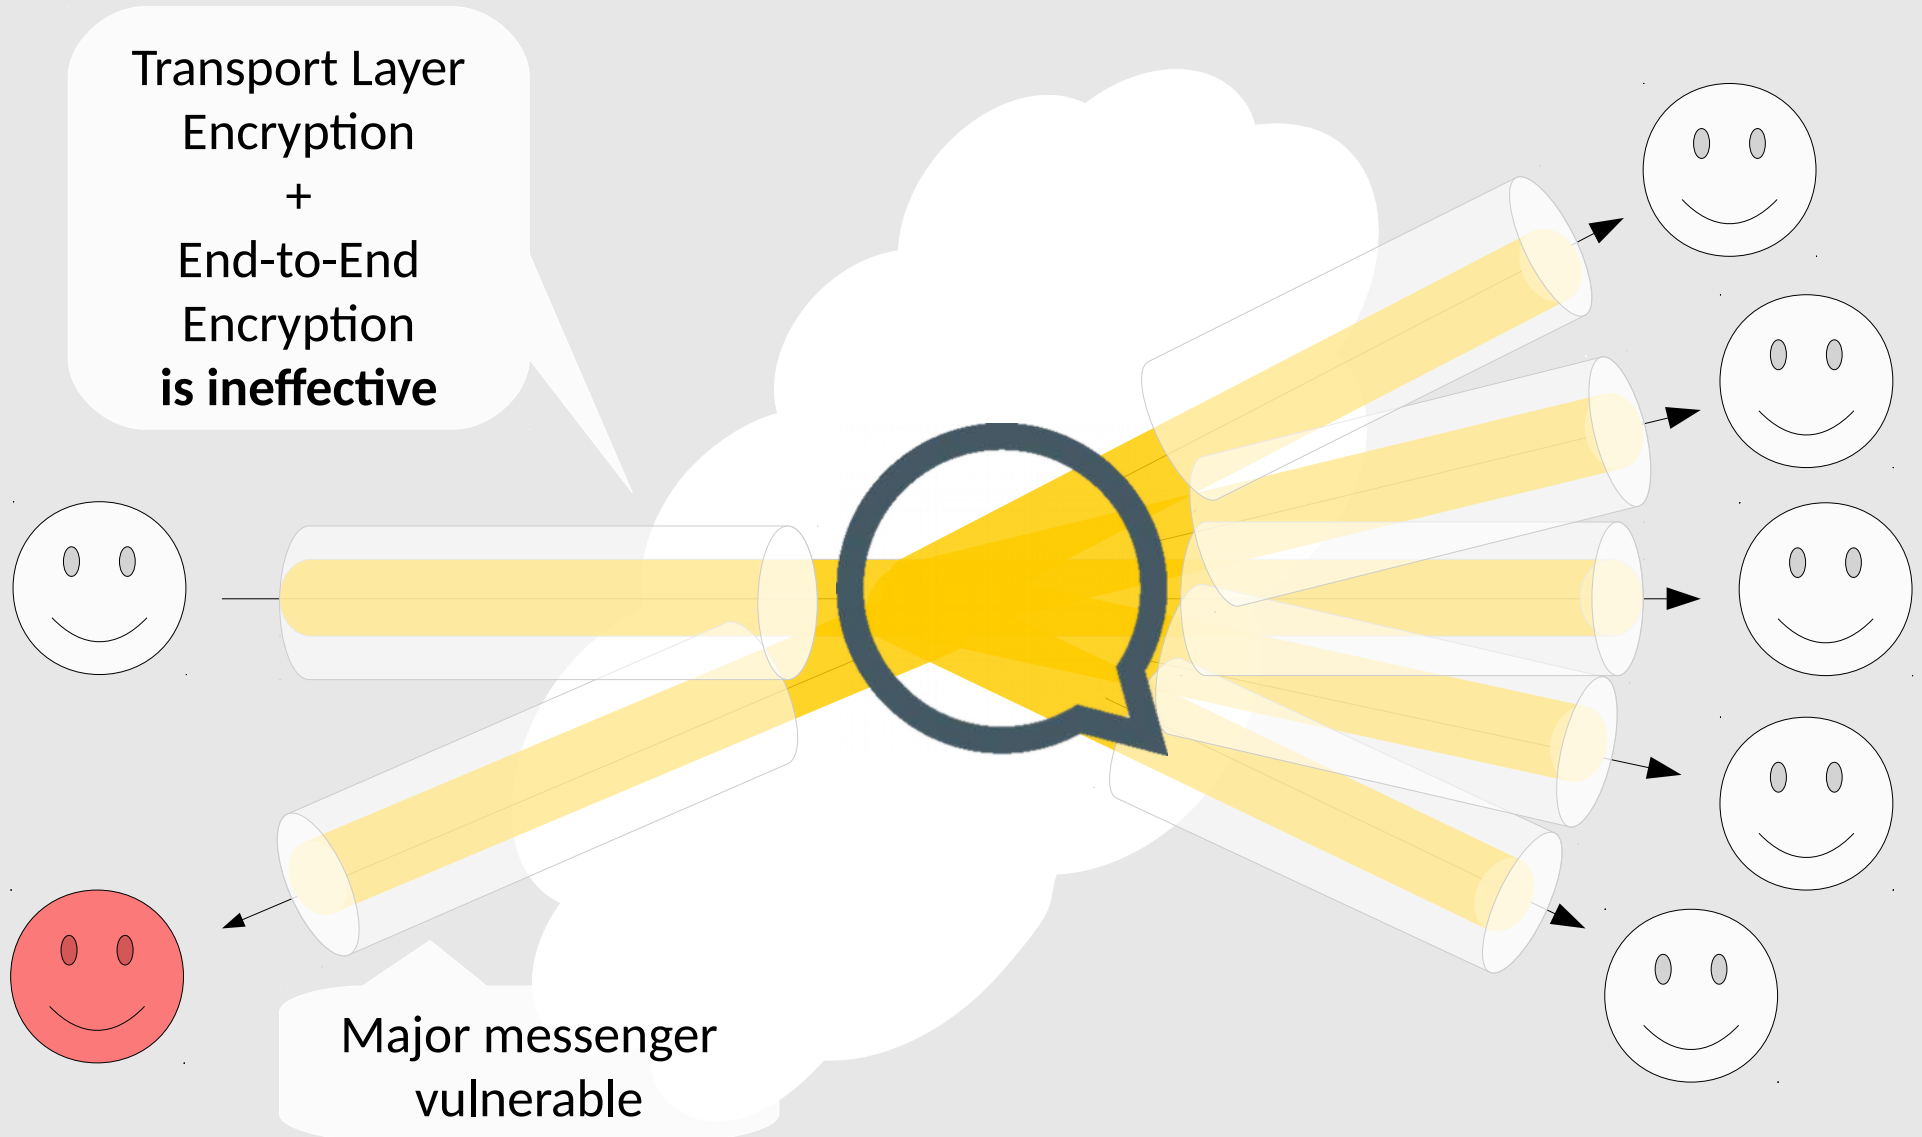 Transport Layer
Encryption
+
End-to-End
Encryption
is ineffective
Major messenger
vulnerable